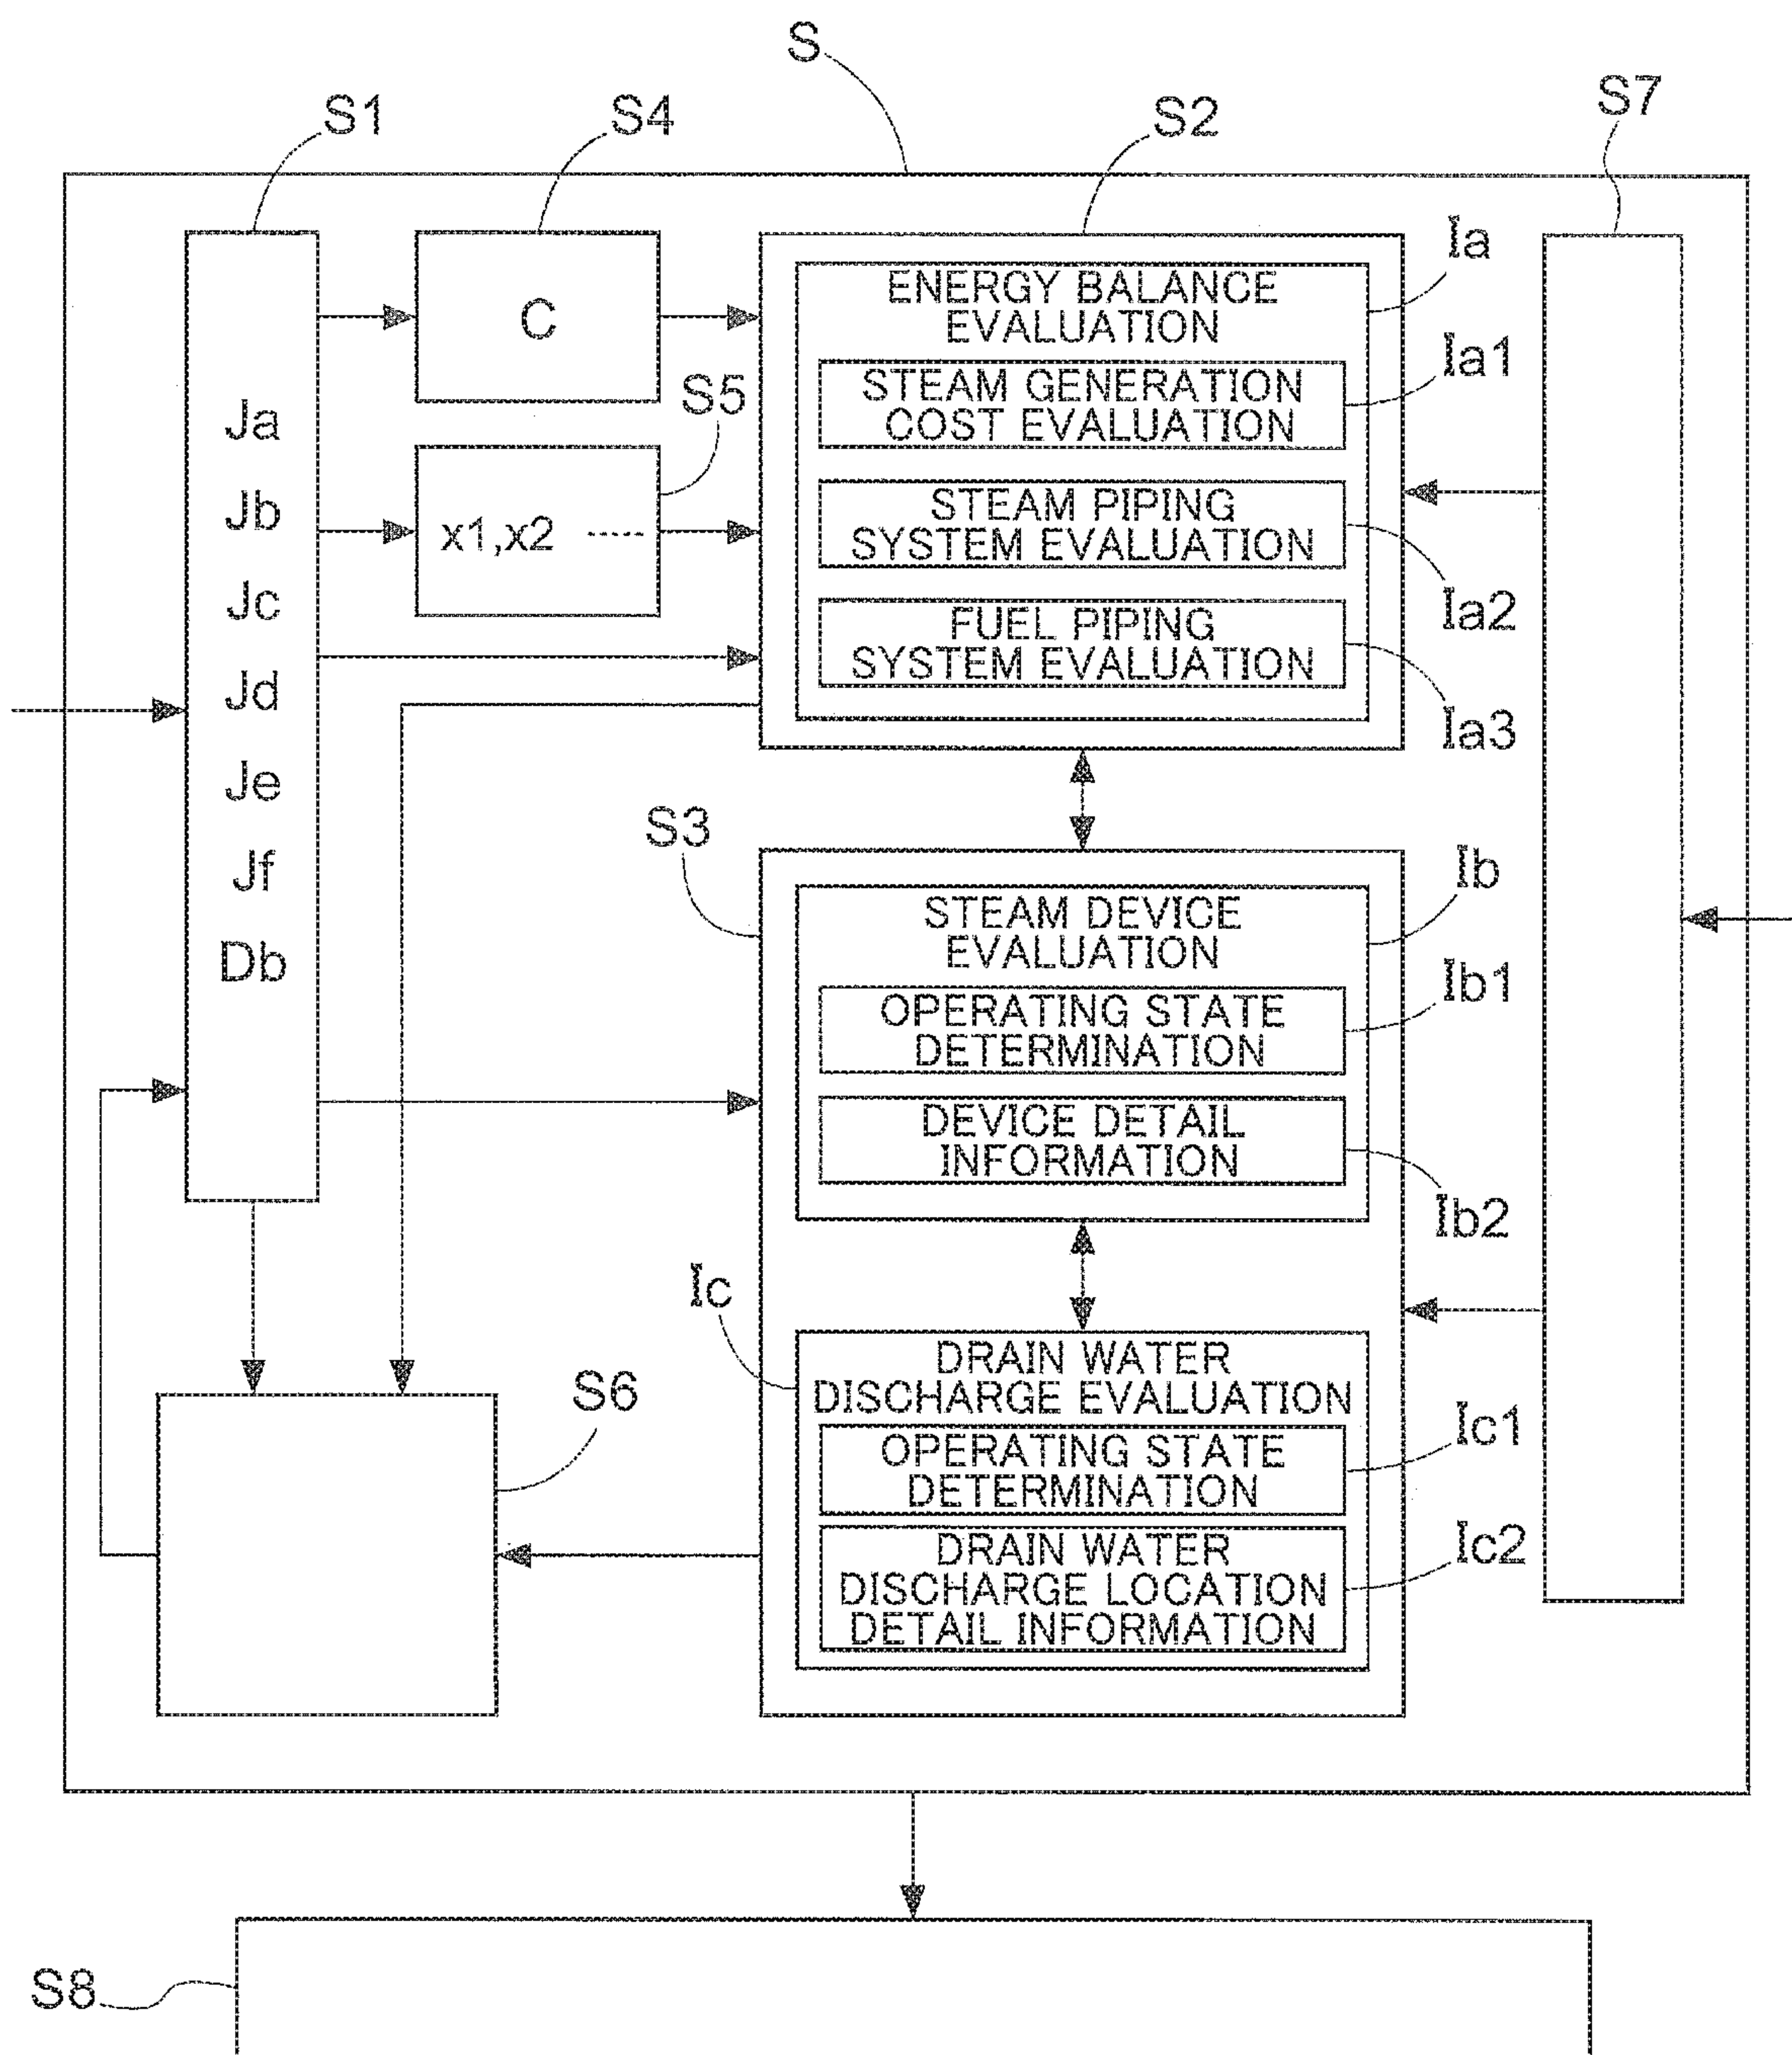 S
S1
S4
S2
S7
Ja
Jb
Jc
Jd
Je
Jf
Db
C
S5
x1,x2 -----
ENERGY BALANCE
EVALUATION
Ia
STEAM GENERATION
COST EVALUATION
Ia1
STEAM PIPING
SYSTEM EVALUATION
Ia2
FUEL PIPING
SYSTEM EVALUATION
Ia3
S3
STEAM DEVICE
EVALUATION
Ib
OPERATING STATE
DETERMINATION
Ib1
DEVICE DETAIL
INFORMATION
Ib2
Ic
DRAIN WATER
DISCHARGE EVALUATION
OPERATING STATE
DETERMINATION
Ic1
DRAIN WATER
DISCHARGE LOCATION
DETAIL INFORMATION
Ic2
S6
S8